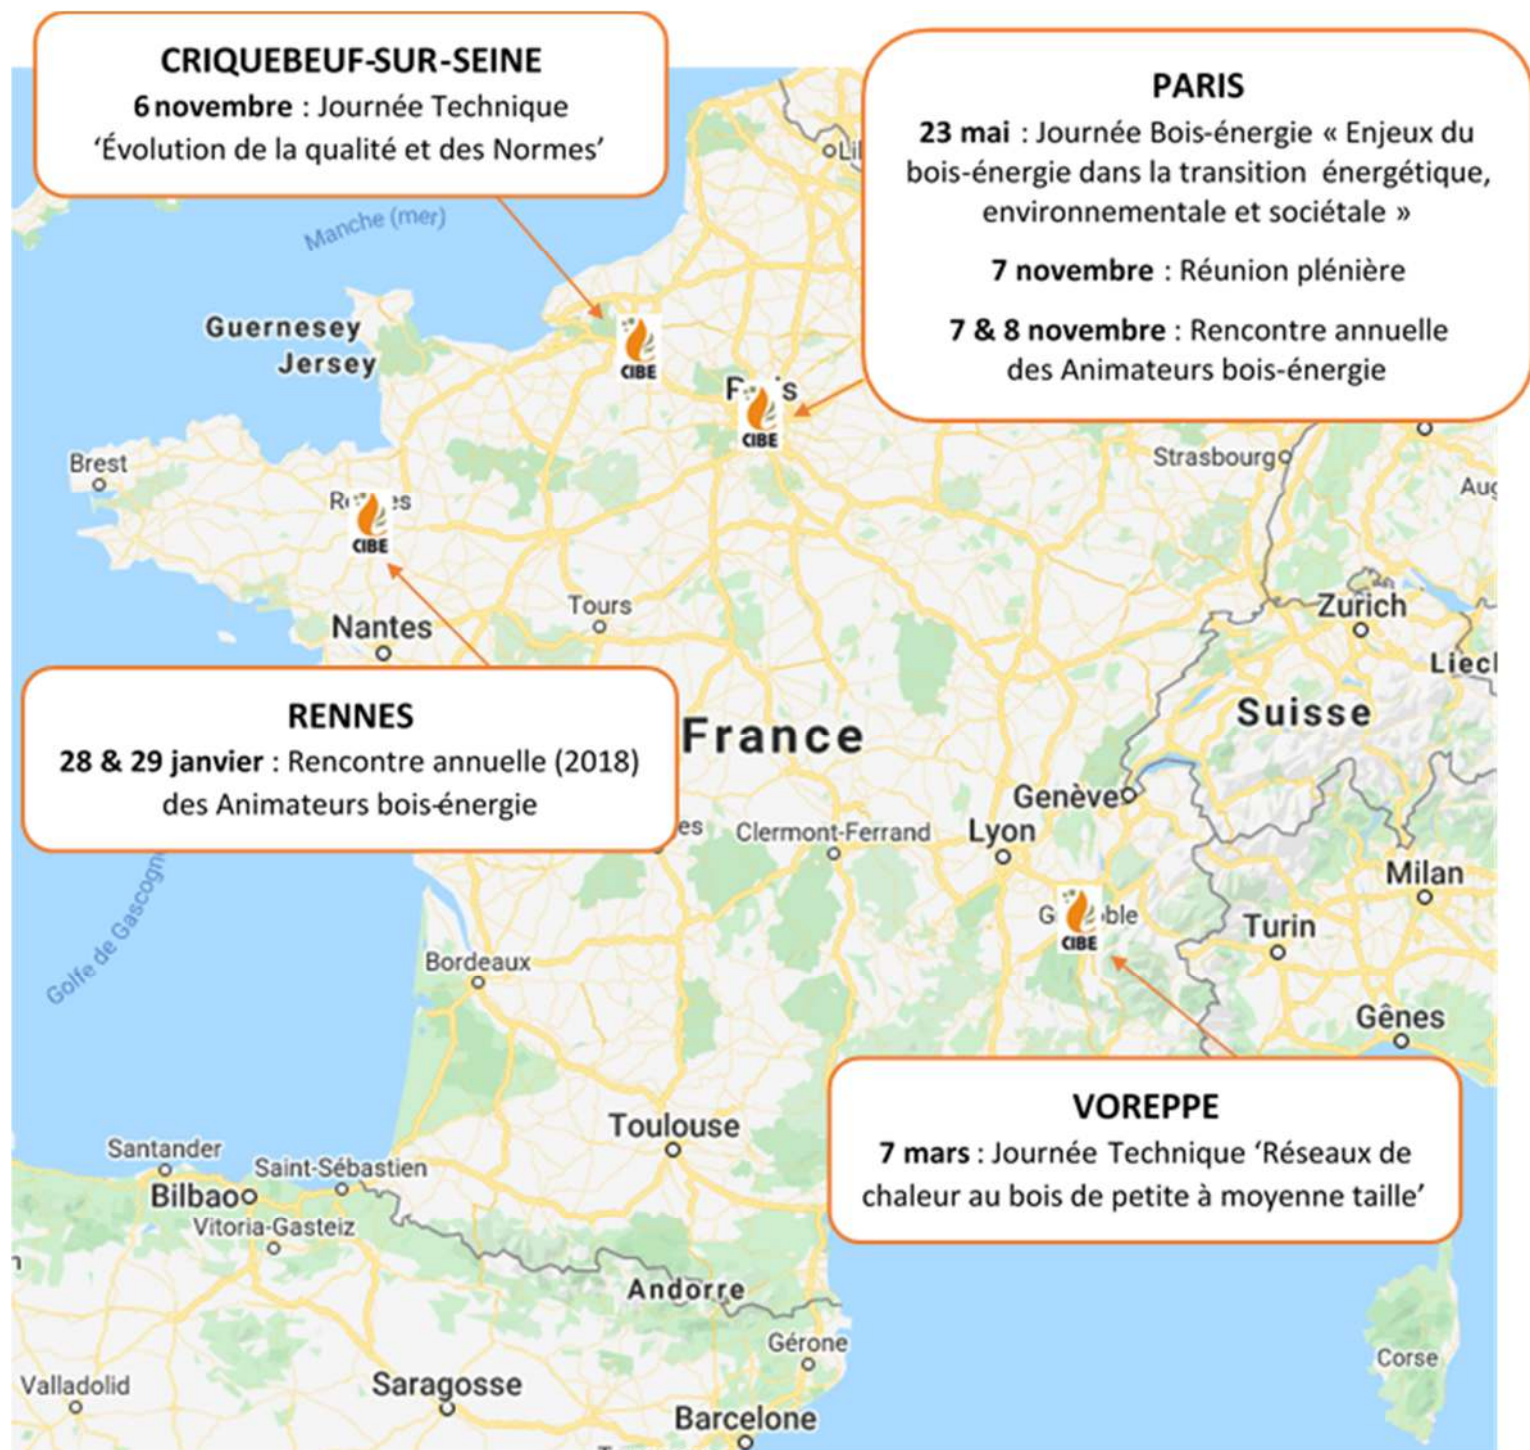 CRIQUEBEUF-SUR-SEINE
6 novembre : Journée Technique
‘Évolution de la qualité et des Normes’
PARIS
23 mai : Journée Bois-énergie « Enjeux du
bois-énergie dans la transition énergétique,
environnementale et sociétale »
7 novembre : Réunion plénière
7 & 8 novembre : Rencontre annuelle
des Animateurs bois-énergie
Manche (mer)
Guernesey
Jersey
CIBE
CIBE
Strasbourg
Brest
CIBE
Tours
Nantes
Zurich
RENNES
28 & 29 janvier : Rencontre annuelle (2018)
des Animateurs bois-énergie
France
Suisse
Genève
Clermont-Ferrand
Lyon
Milan
CIBE
Turin
Golfe de Gascogn
Bordeaux
Gênes
VOREPPE
7 mars : Journée Technique ‘Réseaux de
chaleur au bois de petite à moyenne taille’
Toulouse
Santander
Saint-Sébastien
Bilbao
Vitoria-Gasteiz
Andorre
Gérone
Corse
Valladolid
Saragosse
Barcelone